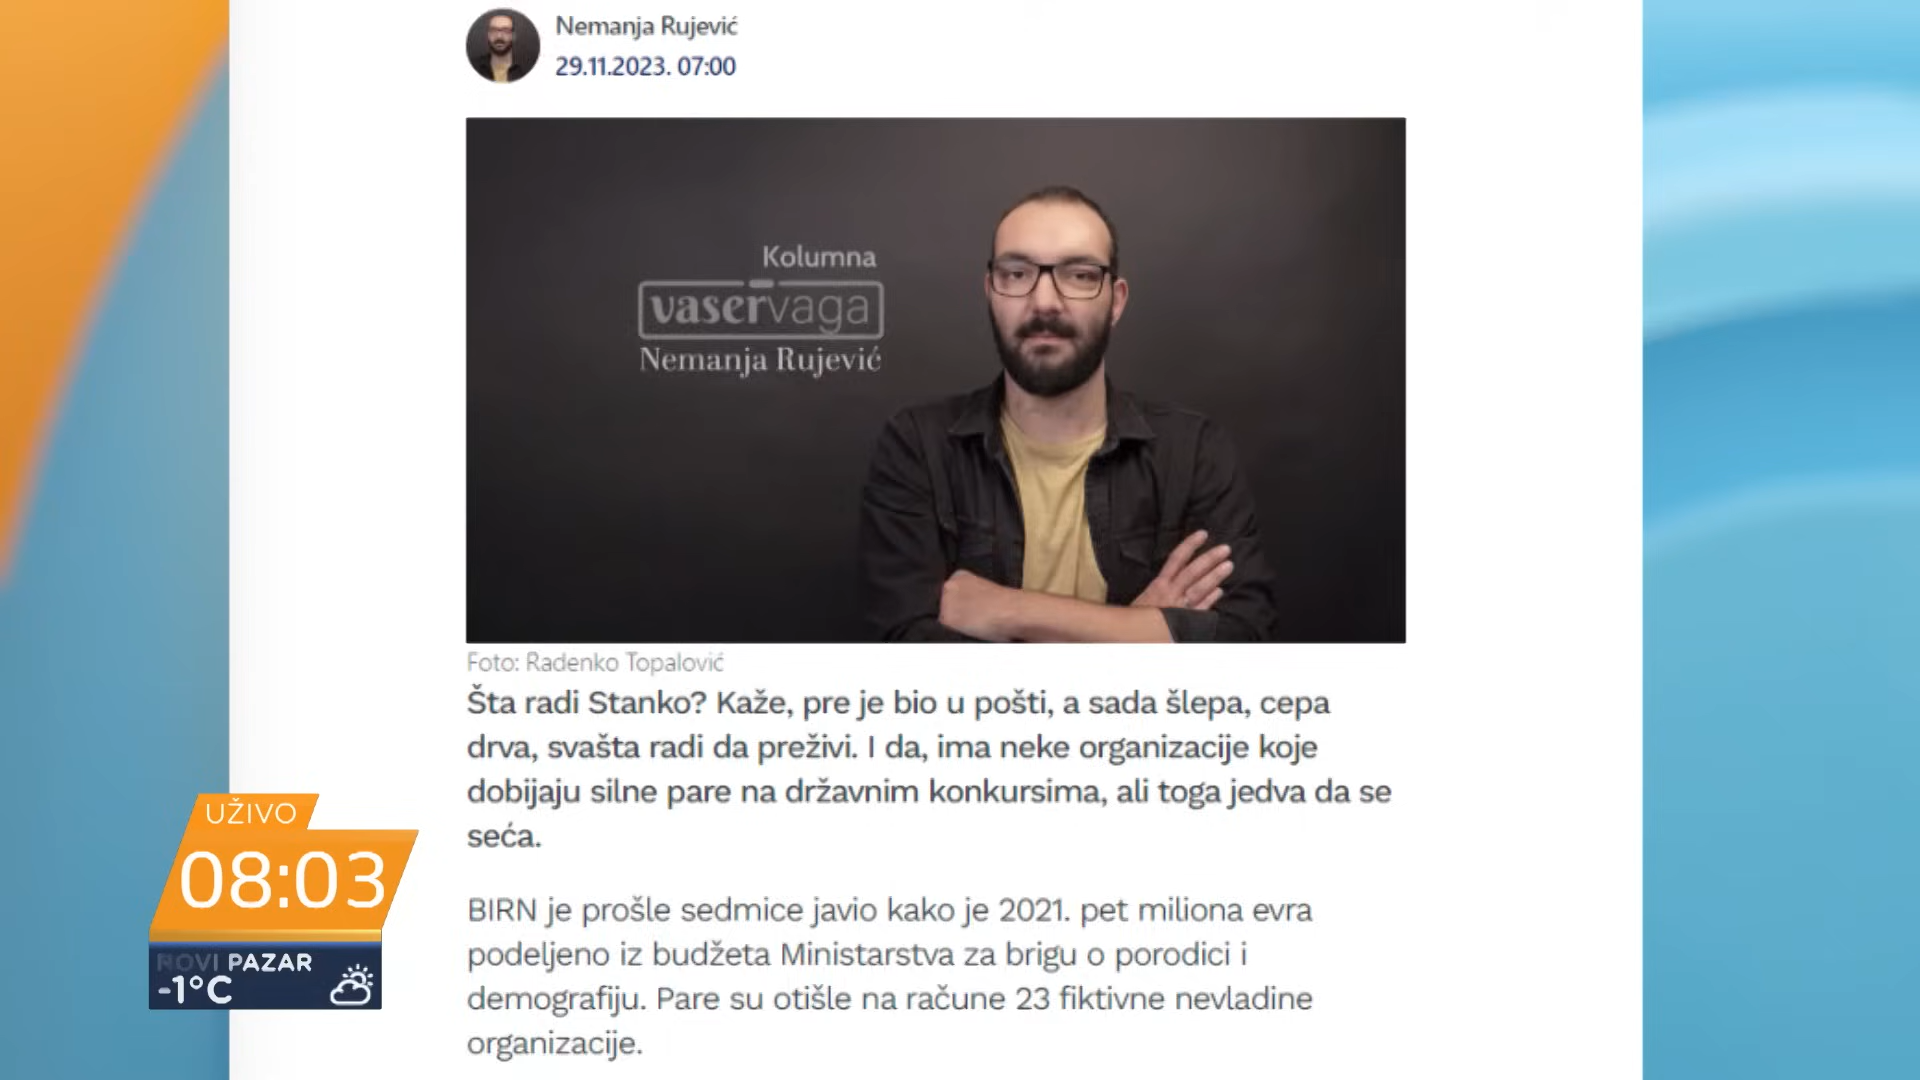 Nemanja Rujević
29.11.2023. 07:00
Kolumna
vaservaga
Nemanja Rujević
Foto: Radenko Topalović
Šta radi Stanko? Kaže, pre je bio u pošti, a sada šlepa, cepa
drva, svašta radi da preživi. I da, ima neke organizacije koje
dobijaju silne pare na državnim konkursima, ali toga jedva da se
seća.
BIRN je prošle sedmice javio kako je 2021. pet miliona evra
podeljeno iz budžeta Ministarstva za brigu o porodici i
demografiju. Pare su otišle na račune 23 fiktivne nevladine
organizacije.
UŽIVO
08:03
NOVI PAZAR
-1°C